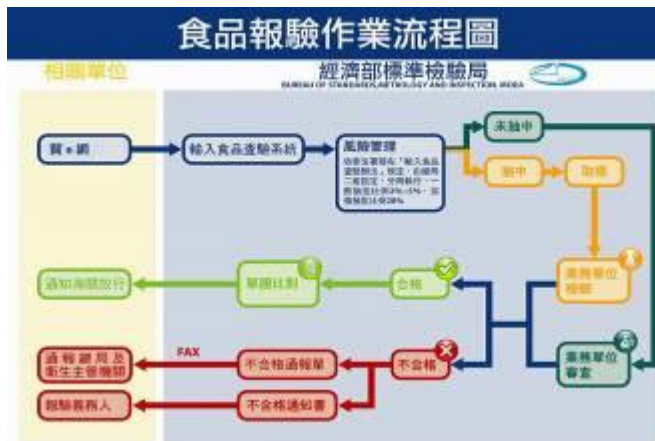 食品報驗作業流程圖
相關單位
經濟部標準檢驗局
BUREAU OF STANDARDS, METROLOGY AND INSPECTION, MOEA
貿e網
輸入食品查驗系統
風險管理
未抽中
抽中
取樣
業務單位
檢驗
業務單位
審查
合格
單證比對
通知海關放行
不合格
不合格通報單
FAX
通報總局及
衛生主管機關
不合格通知書
報驗義務人